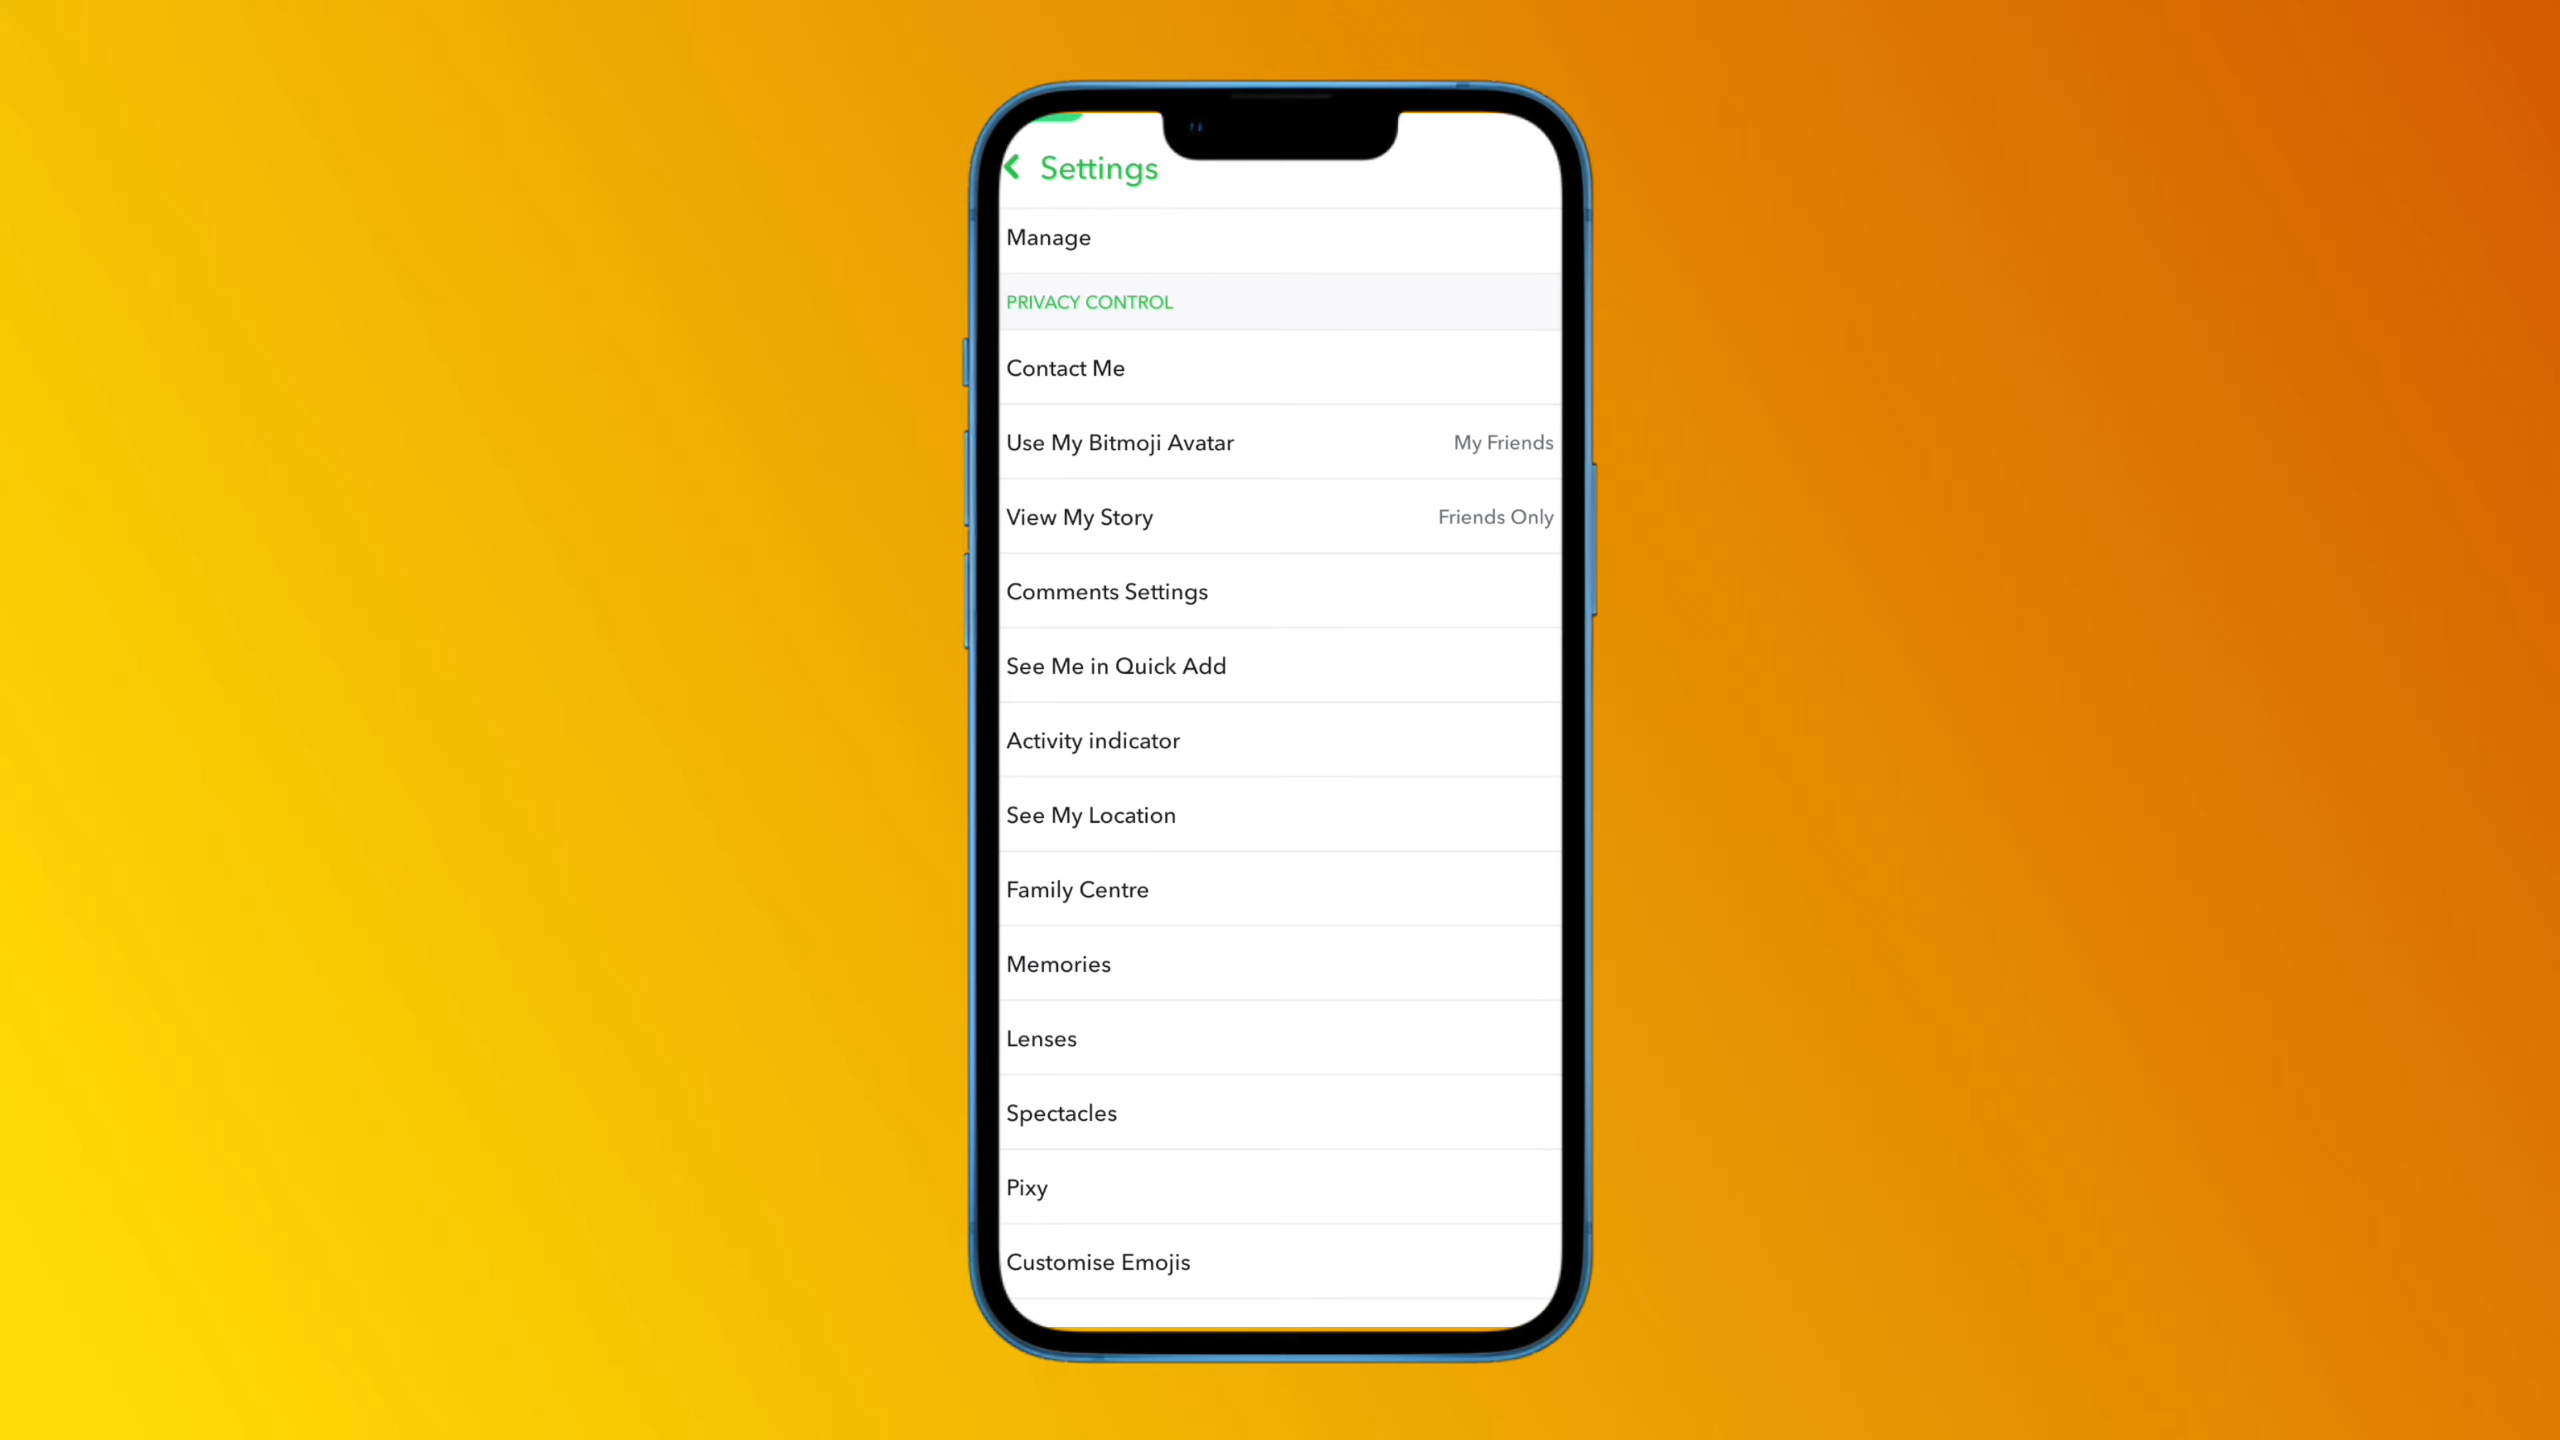 Settings
Manage
PRIVACY CONTROL
Contact Me
Use My Bitmoji Avatar My Friends
View My Story Friends Only
Comments Settings
See Me in Quick Add
Activity indicator
See My Location
Family Centre
Memories
Lenses
Spectacles
Pixy
Customise Emojis